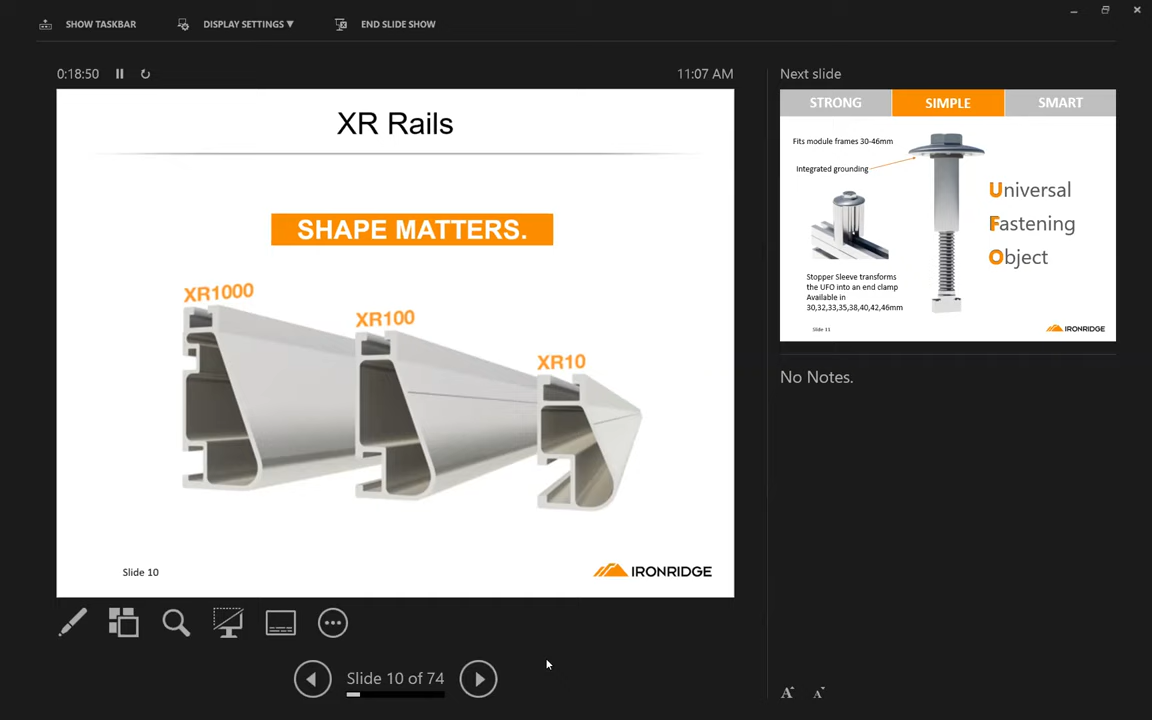 SHOW TASKBAR
DISPLAY SETTINGS ▼
END SLIDE SHOW
0:18:50
11:07 AM
XR Rails
SHAPE MATTERS.
XR1000
XR100
XR10
Slide 10
IRONRIDGE
Slide 10 of 74
Next slide
STRONG
SIMPLE
SMART
Fits module frames 30-46mm
Integrated grounding
Universal
Fastening
Object
Stopper Sleeve transforms
the UFO into an end clamp
Available in
30,32,33,35,38,40,42,46mm
Slide 11
IRONRIDGE
No Notes.
A
A